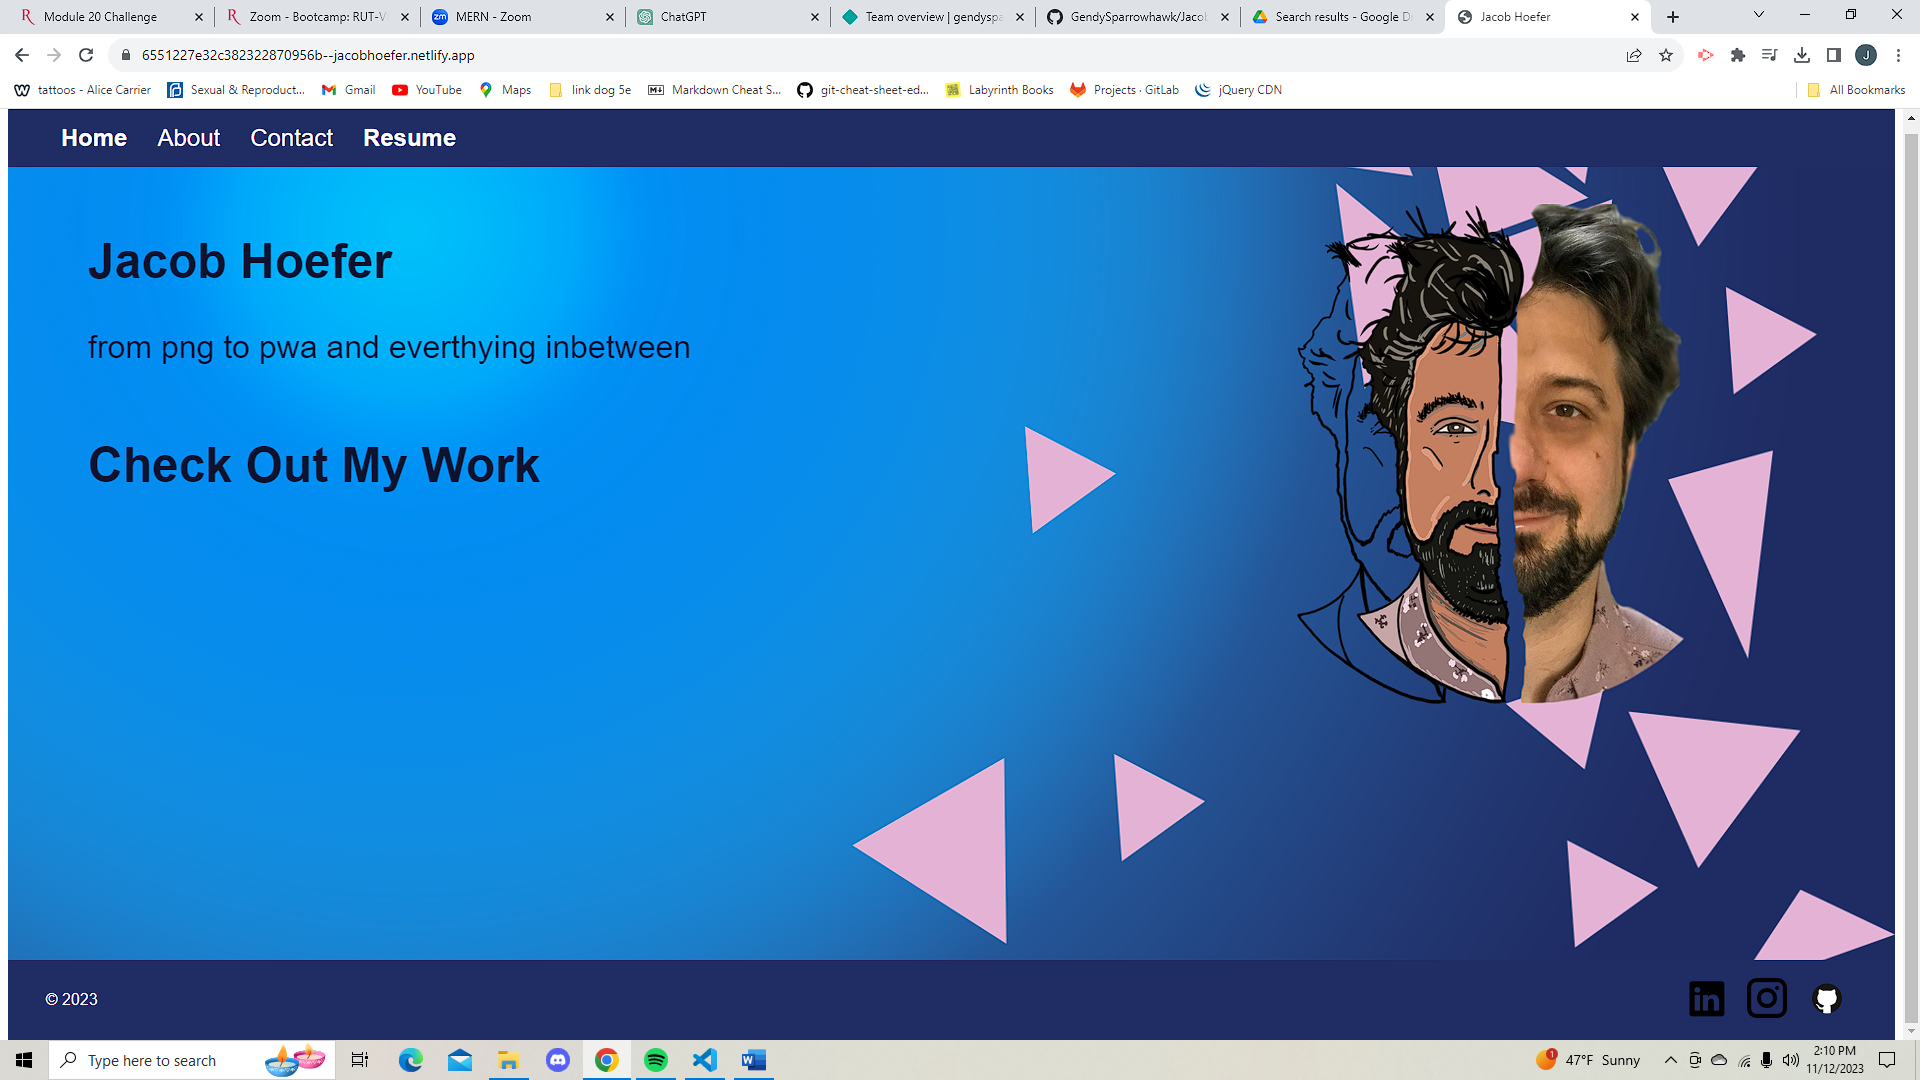 Module 20 Challenge
Zoom - Bootcamp: RUT-V
MERN - Zoom
ChatGPT
Team overview | gendyspa
GendySparrowhawk/Jacob
Search results - Google D
Jacob Hoefer
6551227e32c382322870956b--jacobhoefer.netlify.app
J
tattoos - Alice Carrier
Sexual & Reproduct...
Gmail
YouTube
Maps
link dog 5e
Markdown Cheat S...
git-cheat-sheet-ed...
Labyrinth Books
Projects · GitLab
jQuery CDN
All Bookmarks
Home About Contact Resume
Jacob Hoefer
from png to pwa and everthying inbetween
Check Out My Work
© 2023
in
Type here to search
1
47°F Sunny
2:10 PM
11/12/2023